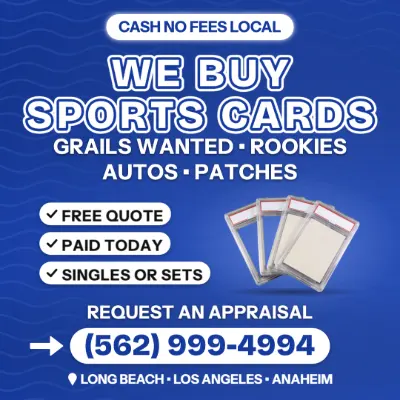 CASH NO FEES LOCAL
WE BUY
SPORTS CARDS
GRAILS WANTED • ROOKIES
AUTOS • PATCHES
FREE QUOTE
PAID TODAY
SINGLES OR SETS
REQUEST AN APPRAISAL
(562) 999-4994
LONG BEACH • LOS ANGELES • ANAHEIM